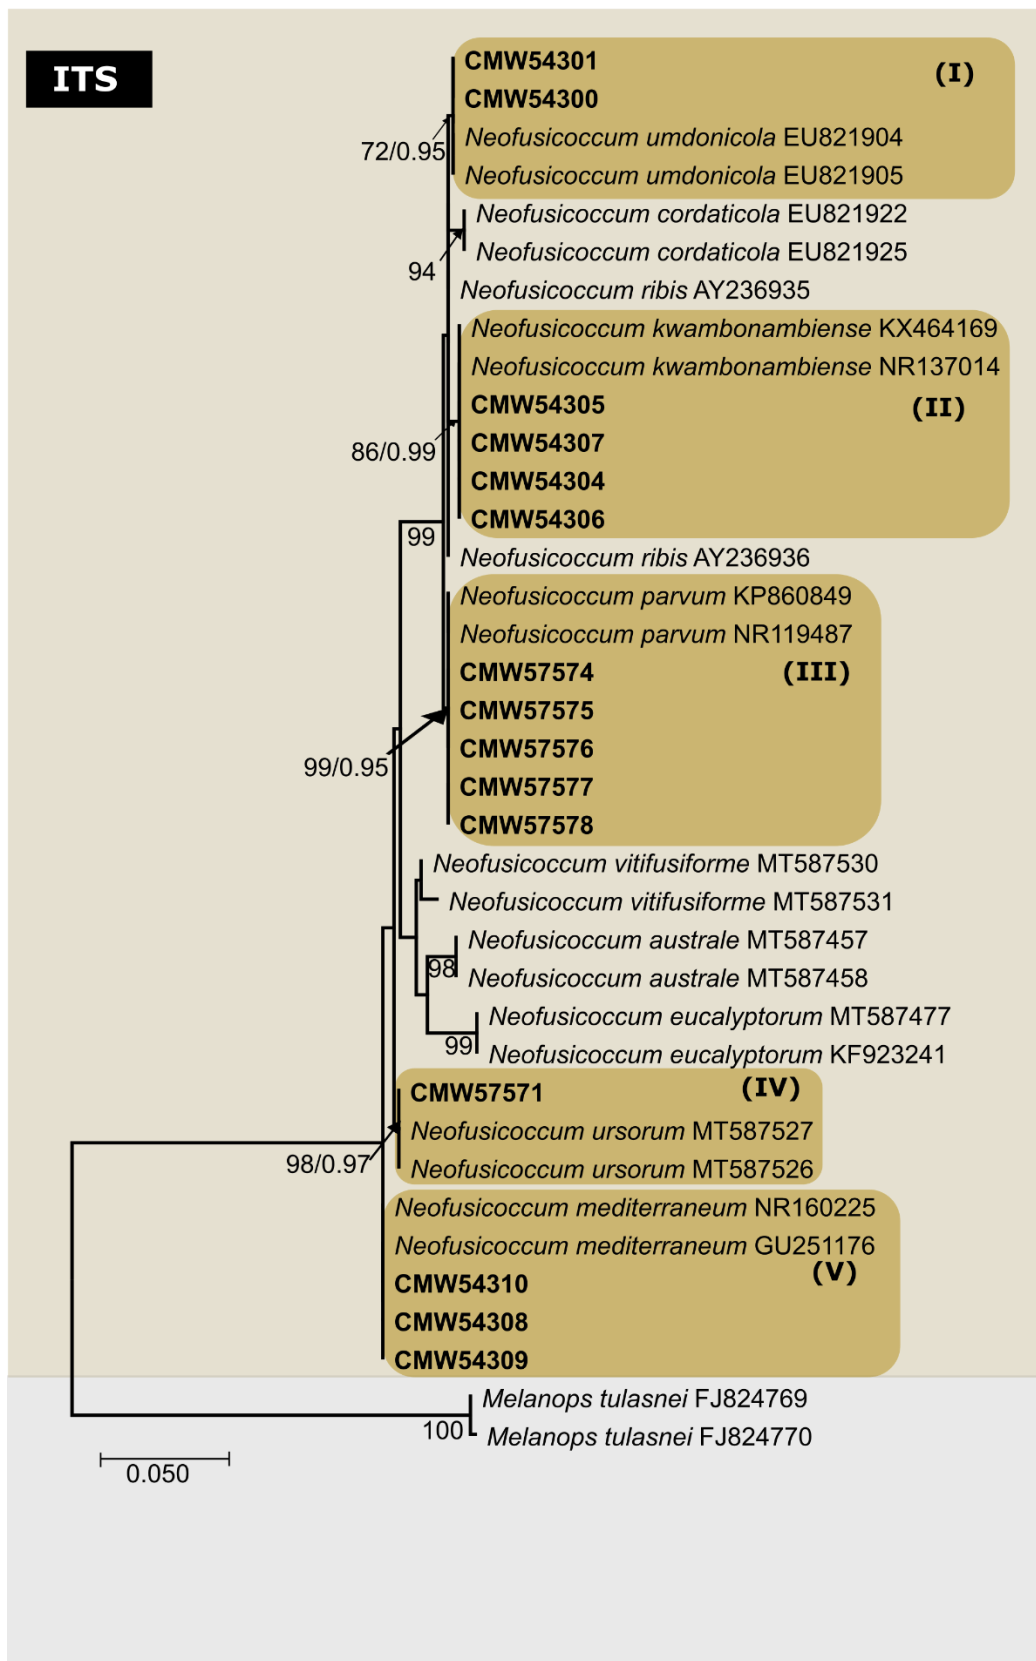 ITS
CMW54301
(I)
CMW54300
Neofusicoccum umdonicola EU821904
72/0.95
Neofusicoccum umdonicola EU821905
Neofusicoccum cordaticola EU821922
Neofusicoccum cordaticola EU821925
94
Neofusicoccum ribis AY236935
Neofusicoccum kwambonambiense KX464169
Neofusicoccum kwambonambiense NR137014
CMW54305
(II)
CMW54307
86/0.99
CMW54304
CMW54306
99
Neofusicoccum ribis AY236936
Neofusicoccum parvum KP860849
Neofusicoccum parvum NR119487
CMW57574
(III)
CMW57575
CMW57576
99/0.95
CMW57577
CMW57578
Neofusicoccum vitifusiforme MT587530
Neofusicoccum vitifusiforme MT587531
Neofusicoccum australe MT587457
98
Neofusicoccum australe MT587458
Neofusicoccum eucalyptorum MT587477
99
Neofusicoccum eucalyptorum KF923241
CMW57571
(IV)
Neofusicoccum ursorum MT587527
98/0.97
Neofusicoccum ursorum MT587526
Neofusicoccum mediterraneum NR160225
Neofusicoccum mediterraneum GU251176
(V)
CMW54310
CMW54308
CMW54309
Melanops tulasnei FJ824769
100
Melanops tulasnei FJ824770
0.050